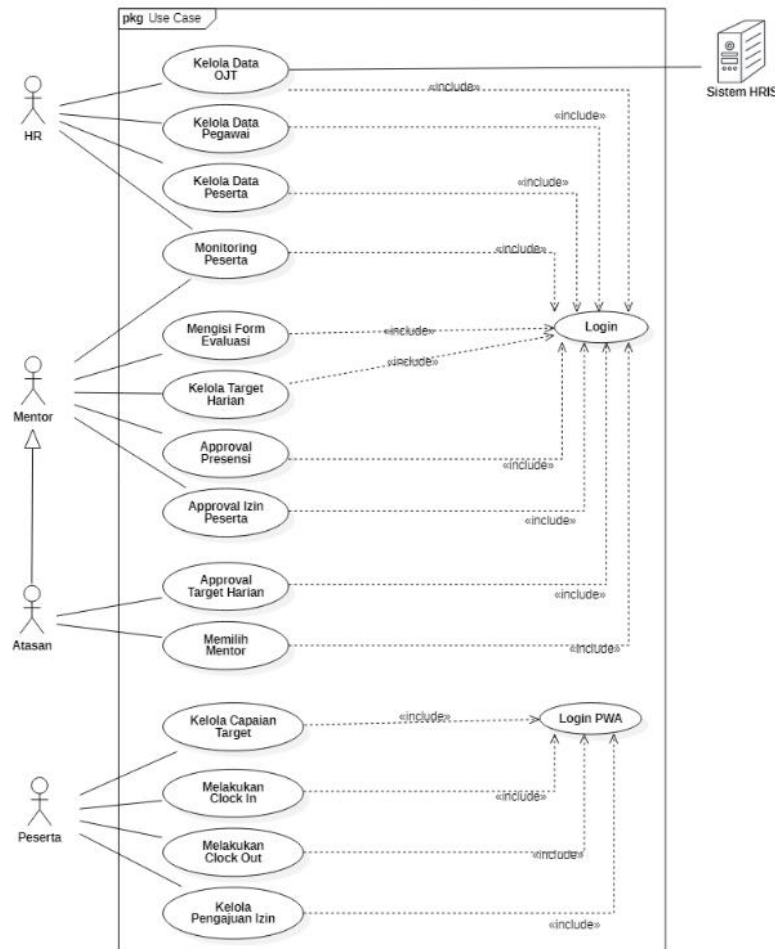 pkg Use Case
Kelola Data
OJT
Sistem HRIS
«include»
HR
Kelola Data
Pegawai
«include»
Kelola Data
Peserta
«include»
Monitoring
Peserta
«include»
Login
Mengisi Form
Evaluasi
«include»
Mentor
Kelola Target
Harian
«include»
Approval
Presensi
«include»
Approval Izin
Peserta
«include»
Approval
Target Harian
«include»
Atasan
Memilih
Mentor
«include»
Kelola Capaian
Target
«include»
Login PWA
Peserta
Melakukan
Clock In
«include»
Melakukan
Clock Out
«include»
Kelola
Pengajuan Izin
«include»